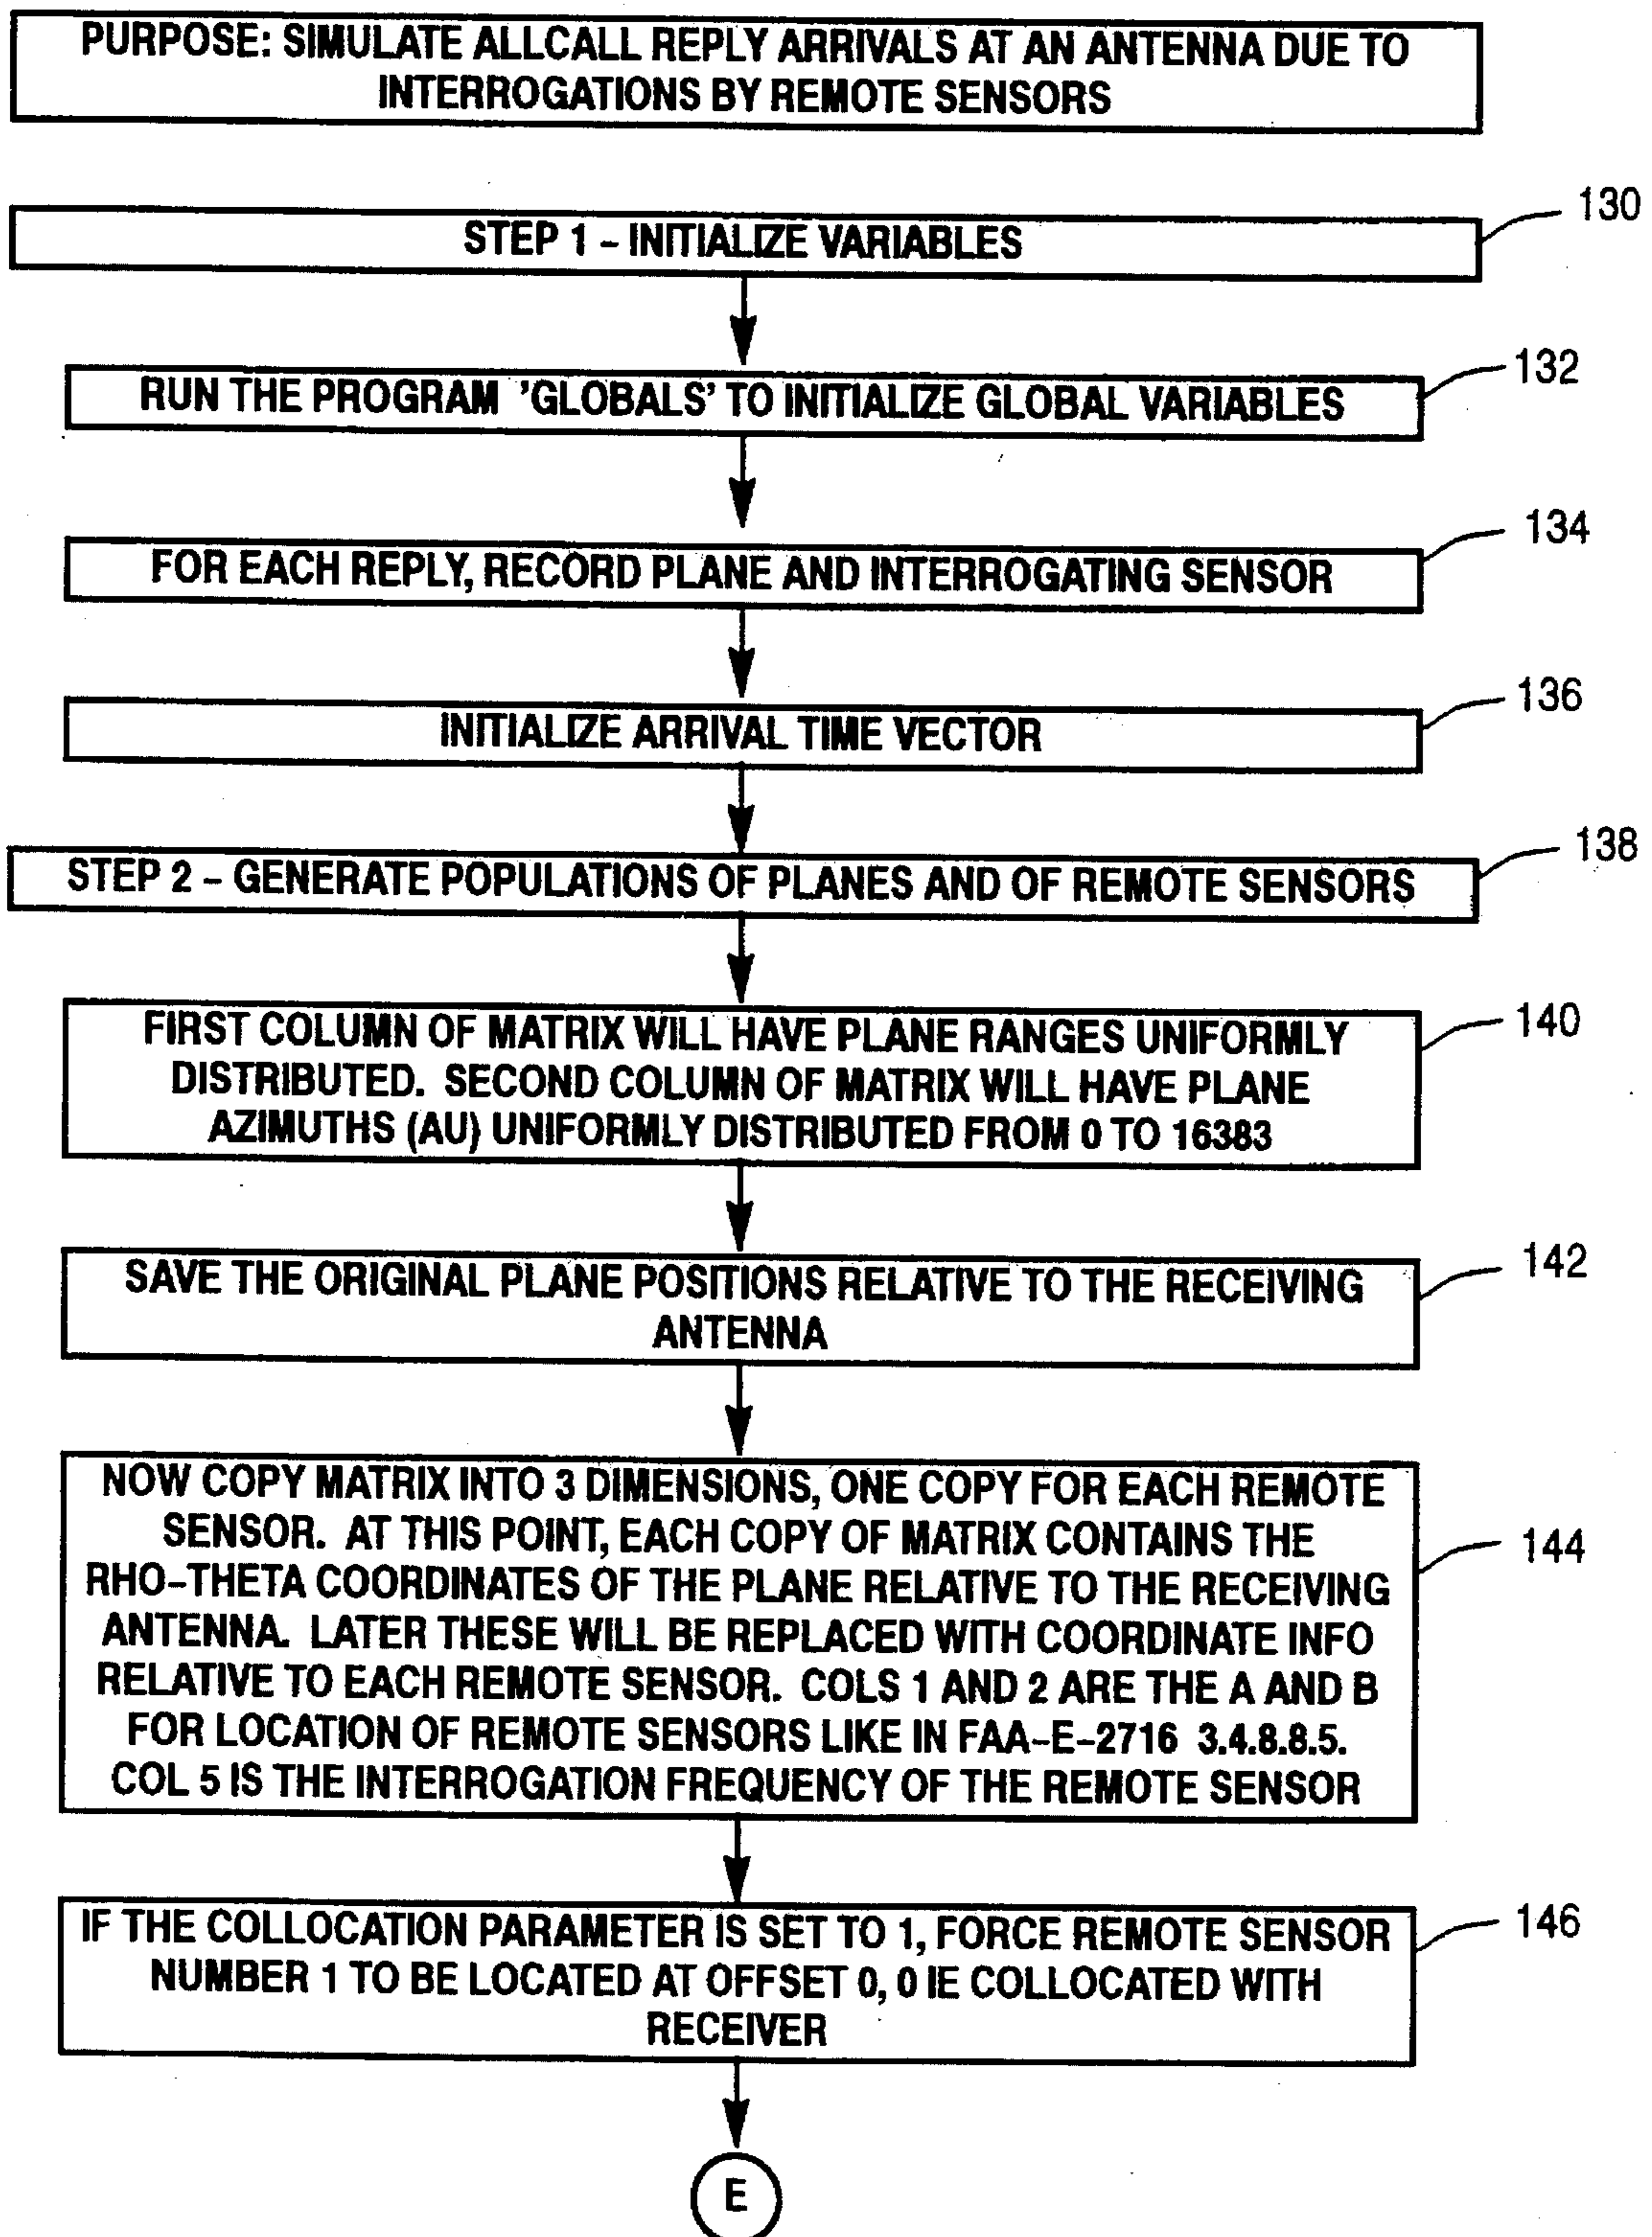 PURPOSE: SIMULATE ALLCALL REPLY ARRIVALS AT AN ANTENNA DUE TO
INTERROGATIONS BY REMOTE SENSORS
130
STEP 1 – INITIALIZE VARIABLES
132
RUN THE PROGRAM 'GLOBALS' TO INITIALIZE GLOBAL VARIABLES
134
FOR EACH REPLY, RECORD PLANE AND INTERROGATING SENSOR
136
INITIALIZE ARRIVAL TIME VECTOR
138
STEP 2 – GENERATE POPULATIONS OF PLANES AND OF REMOTE SENSORS
140
FIRST COLUMN OF MATRIX WILL HAVE PLANE RANGES UNIFORMLY
DISTRIBUTED. SECOND COLUMN OF MATRIX WILL HAVE PLANE
AZIMUTHS (AU) UNIFORMLY DISTRIBUTED FROM 0 TO 16383
142
SAVE THE ORIGINAL PLANE POSITIONS RELATIVE TO THE RECEIVING
ANTENNA
144
NOW COPY MATRIX INTO 3 DIMENSIONS, ONE COPY FOR EACH REMOTE
SENSOR. AT THIS POINT, EACH COPY OF MATRIX CONTAINS THE
RHO-THETA COORDINATES OF THE PLANE RELATIVE TO THE RECEIVING
ANTENNA. LATER THESE WILL BE REPLACED WITH COORDINATE INFO
RELATIVE TO EACH REMOTE SENSOR. COLS 1 AND 2 ARE THE A AND B
FOR LOCATION OF REMOTE SENSORS LIKE IN FAA-E-2716 3.4.8.8.5.
COL 5 IS THE INTERROGATION FREQUENCY OF THE REMOTE SENSOR
146
IF THE COLLOCATION PARAMETER IS SET TO 1, FORCE REMOTE SENSOR
NUMBER 1 TO BE LOCATED AT OFFSET 0, 0 IE COLLOCATED WITH
RECEIVER
E